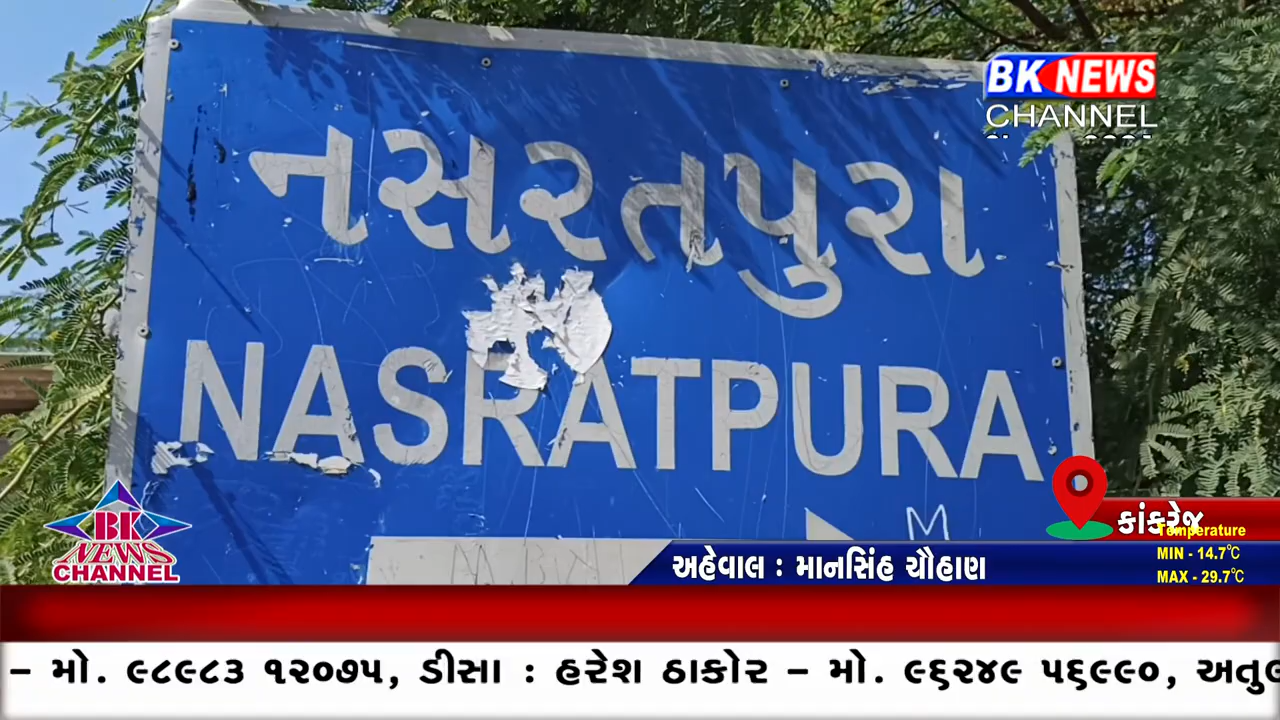 BK NEWS
CHANNEL
નસરતપુરા
NASRATPURA
M
કાંકરેજ
Temperature
MIN - 14.7℃
MAX - 29.7℃
BK
NEWS
CHANNEL
અહેવાલ : માનસિંહ ચૌહાણ
– મો. ૯૮૯૮૩ ૧૨૦૭૫, ડીસા : હરેશ ઠાકોર – મો. ૯૬૨૪૯ ૫૬૯૯૦,